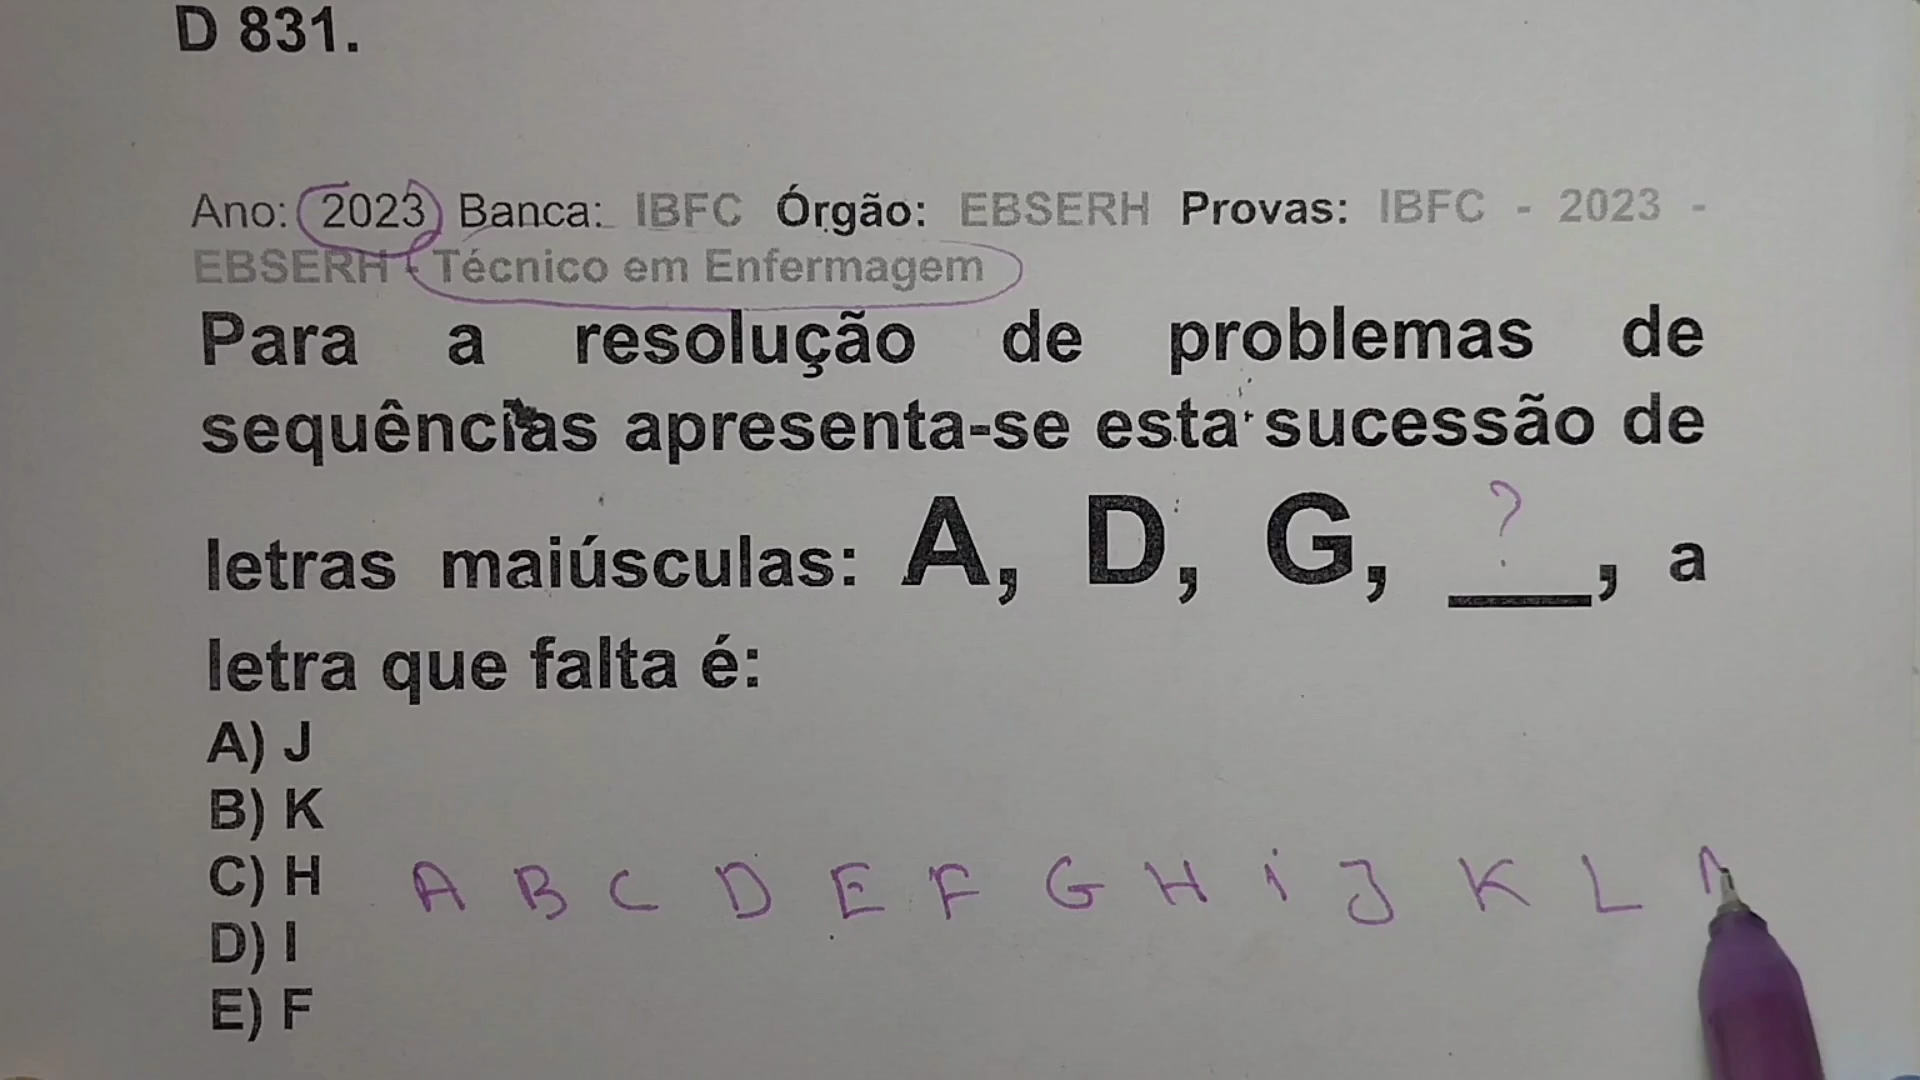 D 831.
Ano: 2023 Banca: IBFC Órgão: EBSERH Provas: IBFC - 2023 -
EBSERH - Técnico em Enfermagem
Para a resolução de problemas de
sequências apresenta-se esta sucessão de
letras maiúsculas: A, D, G, ?___, a
letra que falta é:
A) J
B) K
C) H
D) I
E) F
A B C D E F G H i J K L